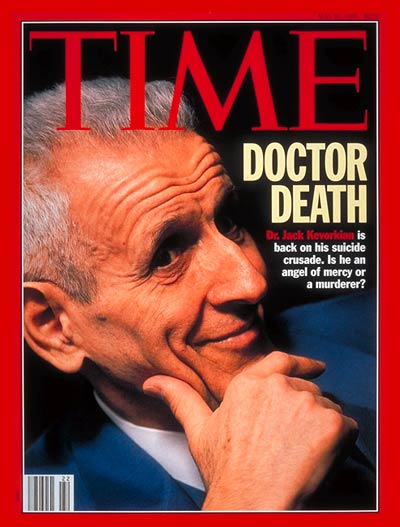 TIME
DOCTOR
DEATH
Dr. Jack Kevorkian is
back on his suicide
crusade. Is he an
angel of mercy or
a murderer?
22